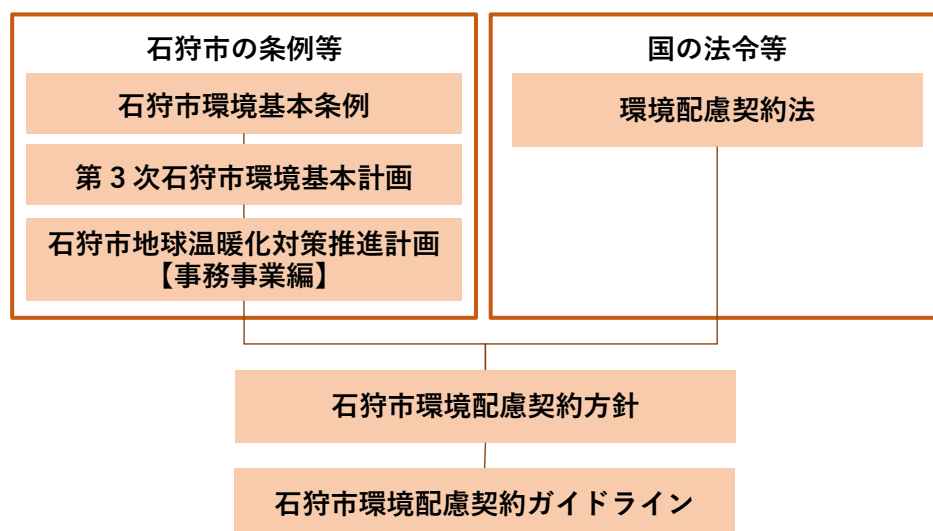 石狩市の条例等
石狩市環境基本条例
第３次石狩市環境基本計画
石狩市地球温暖化対策推進計画
【事務事業編】
国の法令等
環境配慮契約法
石狩市環境配慮契約方針
石狩市環境配慮契約ガイドライン